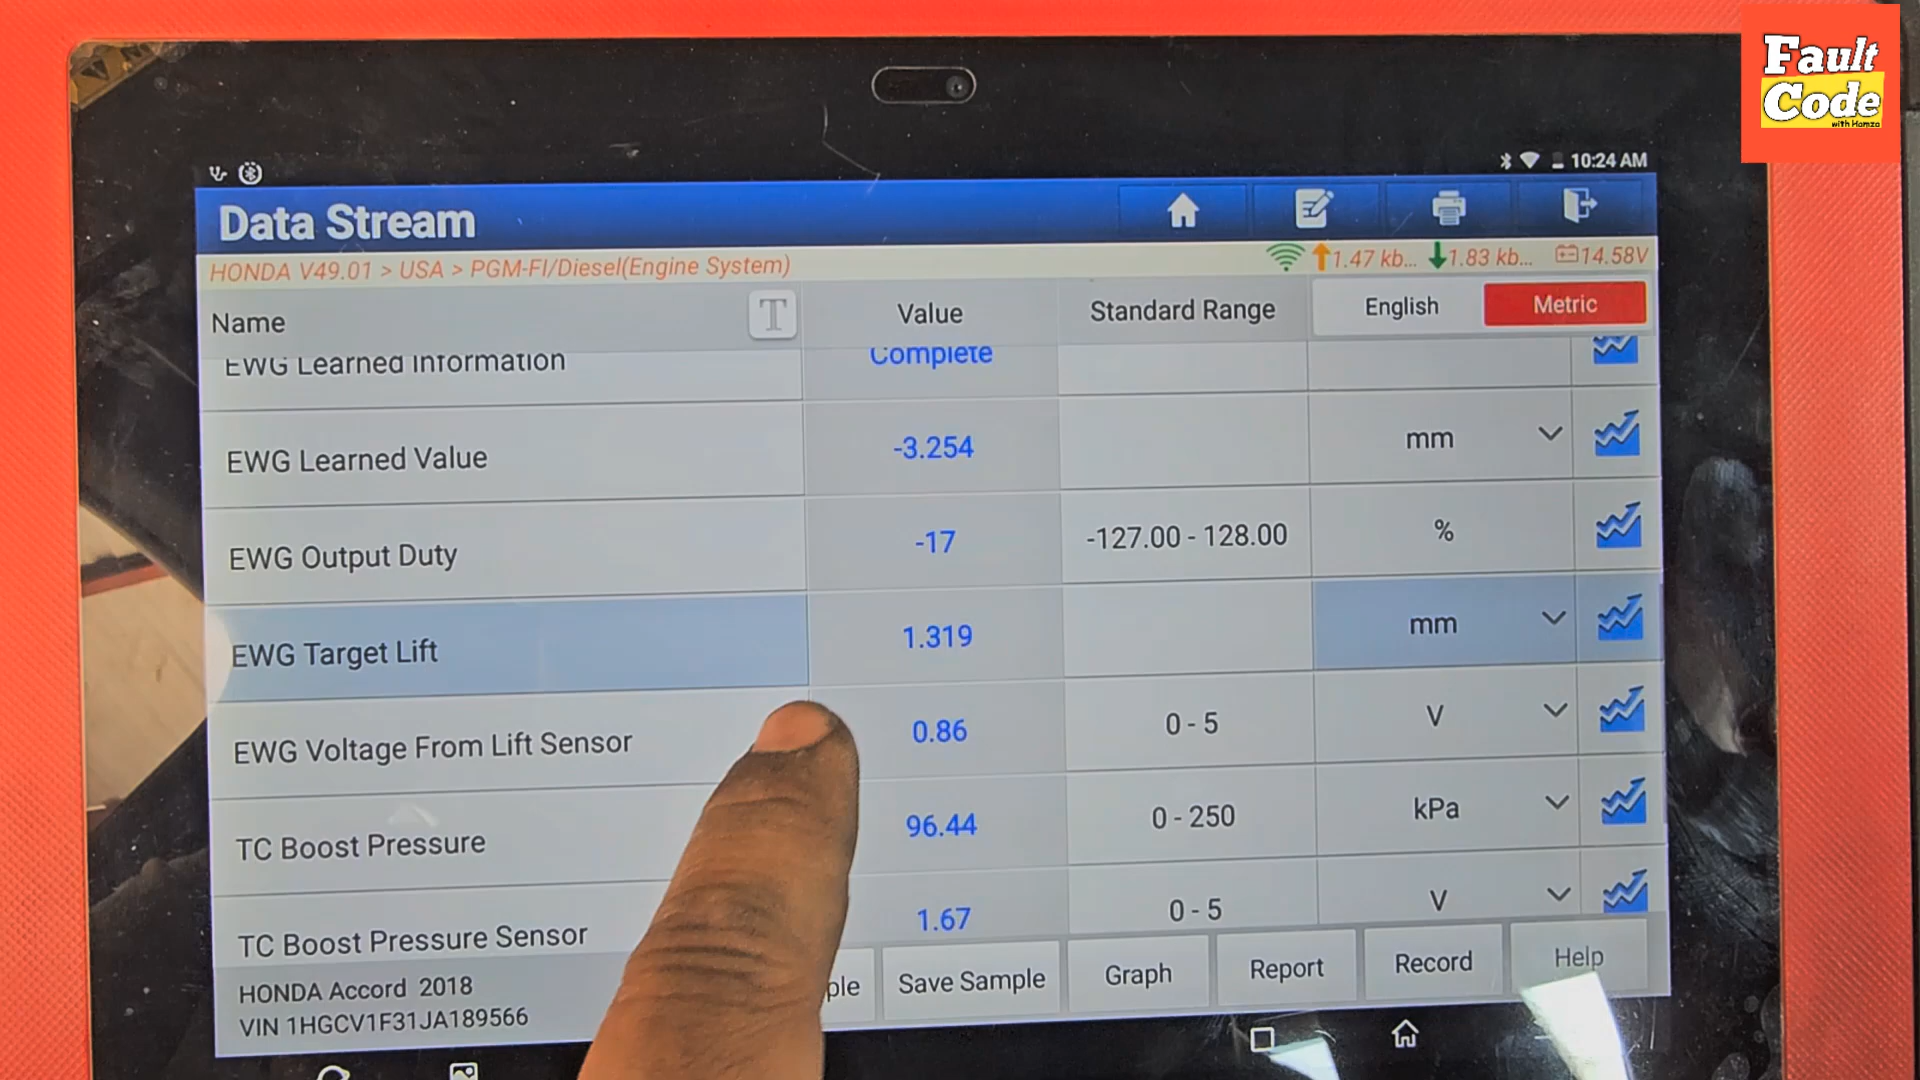 Fault
Code
with Hamza
10:24 AM
Data Stream
HONDA V49.01 > USA > PGM-FI/Diesel(Engine System)
1.47 kb... 1.83 kb... 14.58V
Name T Value Standard Range English Metric
EWG Learned Information Complete
EWG Learned Value -3.254 mm
EWG Output Duty -17 -127.00 - 128.00 %
EWG Target Lift 1.319 mm
EWG Voltage From Lift Sensor 0.86 0 - 5 V
TC Boost Pressure 96.44 0 - 250 kPa
TC Boost Pressure Sensor 1.67 0 - 5 V
HONDA Accord 2018
VIN 1HGCV1F31JA189566
ple Save Sample Graph Report Record Help